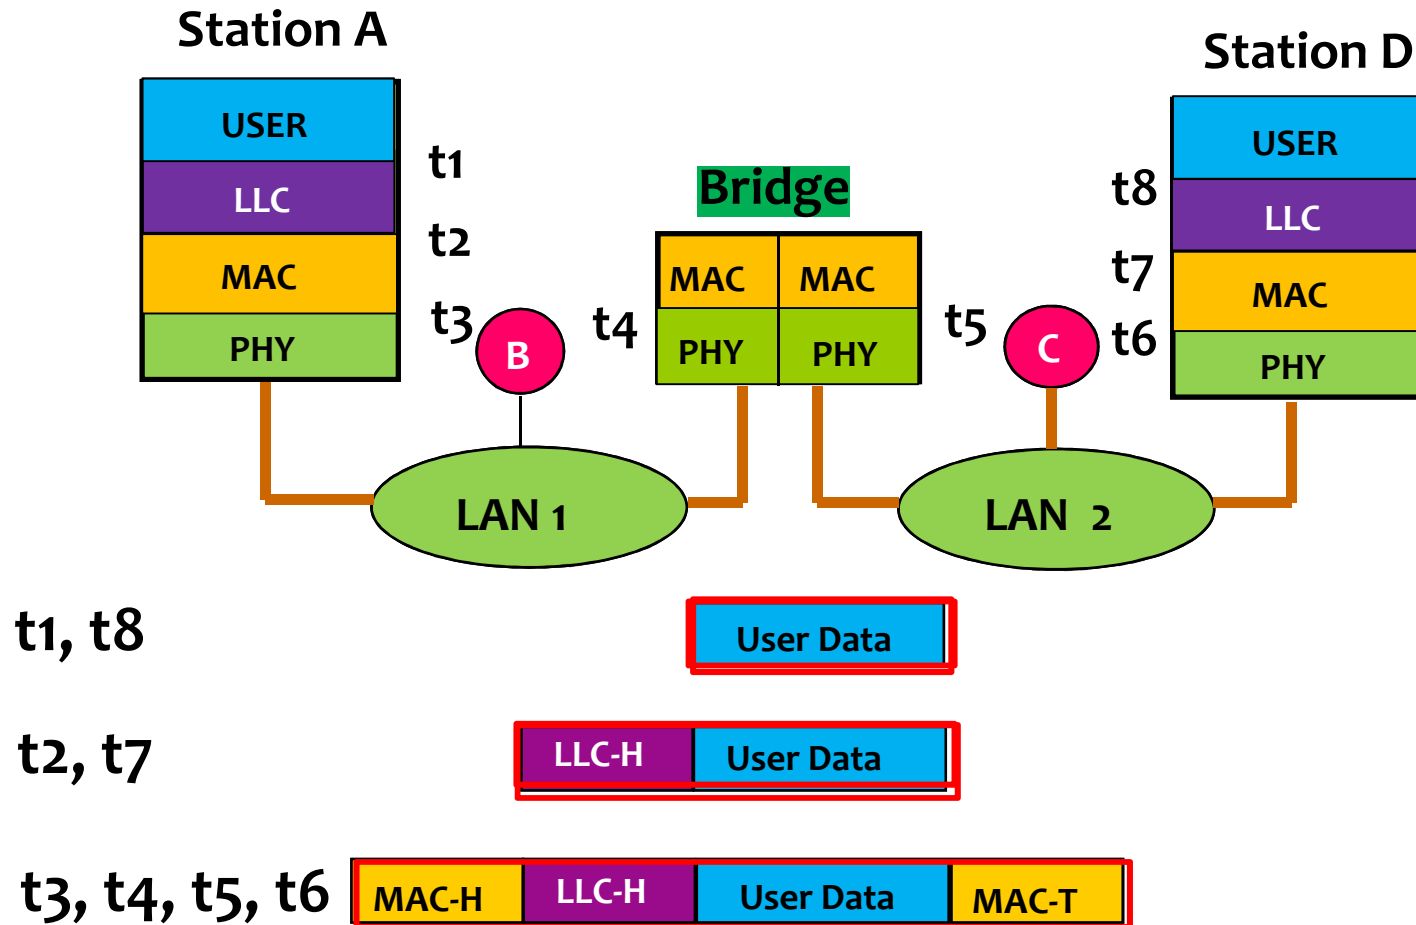 Station A
Station D
USER
LLC
MAC
PHY
t1
t2
t3
B
Bridge
MAC MAC
PHY PHY
t4
t5
C
t8
t7
t6
USER
LLC
MAC
PHY
LAN 1
LAN 2
t1, t8
User Data
t2, t7
LLC-H User Data
t3, t4, t5, t6
MAC-H LLC-H User Data MAC-T